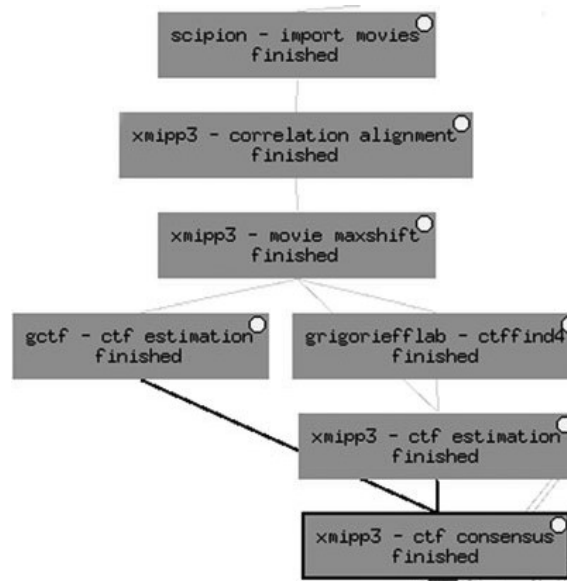 scipion - import movies
finished
xmipp3 - correlation alignment
finished
xmipp3 - movie maxshift
finished
gctf - ctf estimation
finished
grigoriefflab - ctffind4
finished
xmipp3 - ctf estimation
finished
xmipp3 - ctf consensus
finished